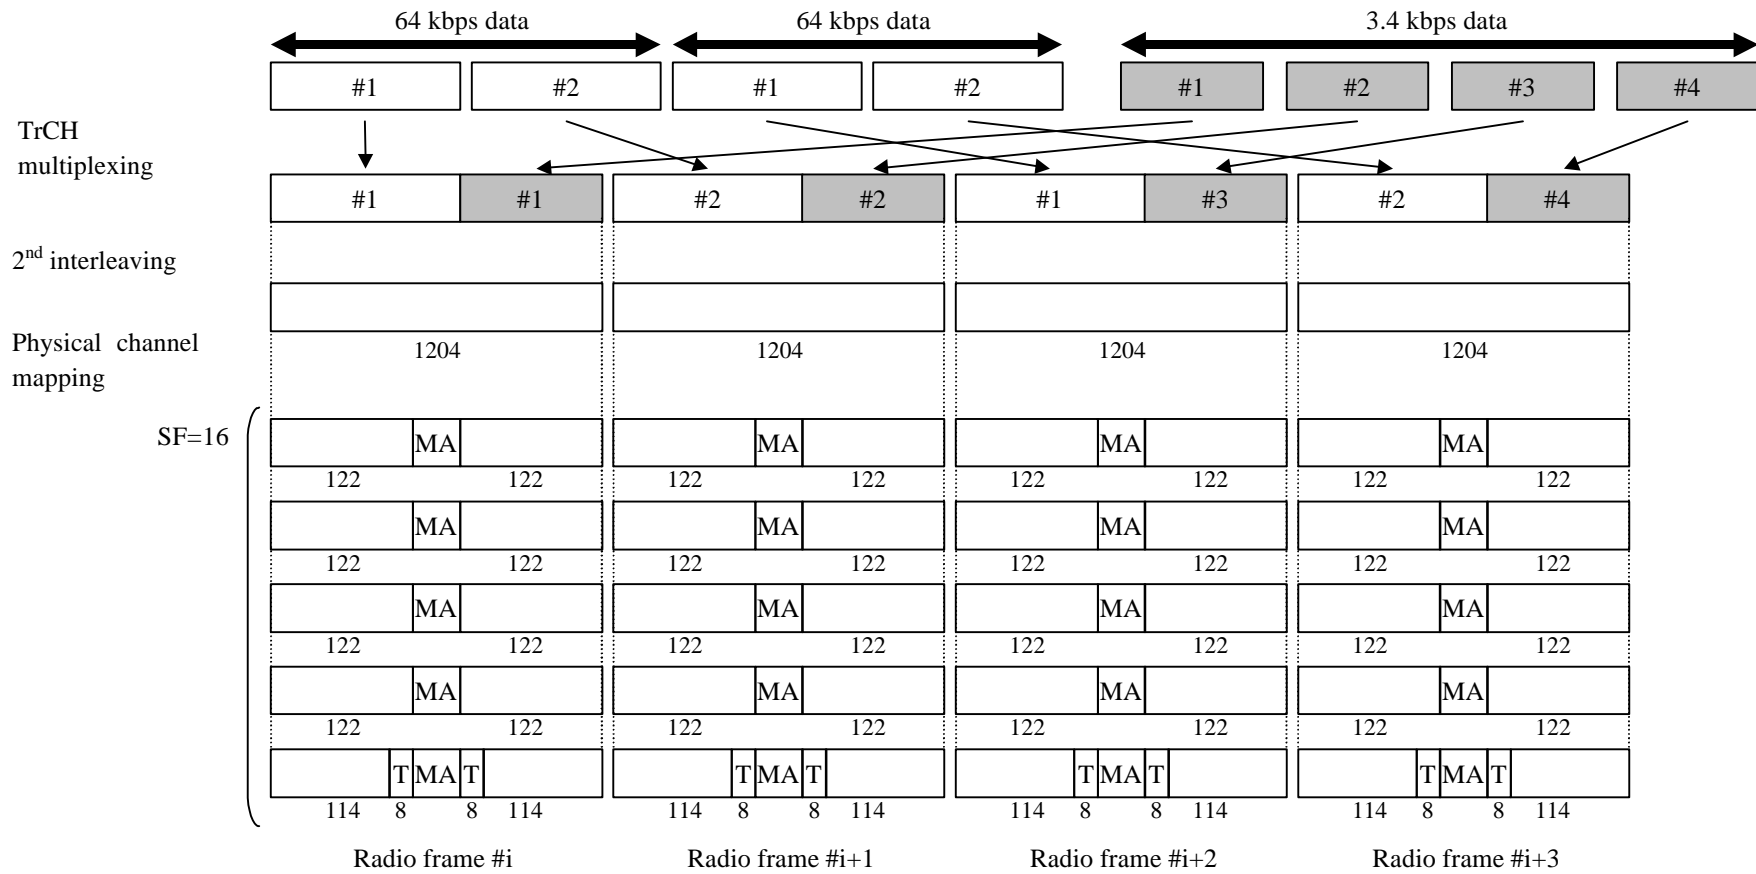 64 kbps data 64 kbps data 3.4 kbps data
#1 #2 #1 #2 #1 #2 #3 #4
TrCH
multiplexing
#1 #1 #2 #2 #1 #3 #2 #4
2nd interleaving
Physical channel
mapping
1204 1204 1204 1204
SF=16
MA MA MA MA
122 122 122 122 122 122 122 122
MA MA MA MA
122 122 122 122 122 122 122 122
MA MA MA MA
122 122 122 122 122 122 122 122
MA MA MA MA
122 122 122 122 122 122 122 122
T MA T T MA T T MA T T MA T
114 8 8 114 114 8 8 114 114 8 8 114 114 8 8 114
Radio frame #i Radio frame #i+1 Radio frame #i+2 Radio frame #i+3